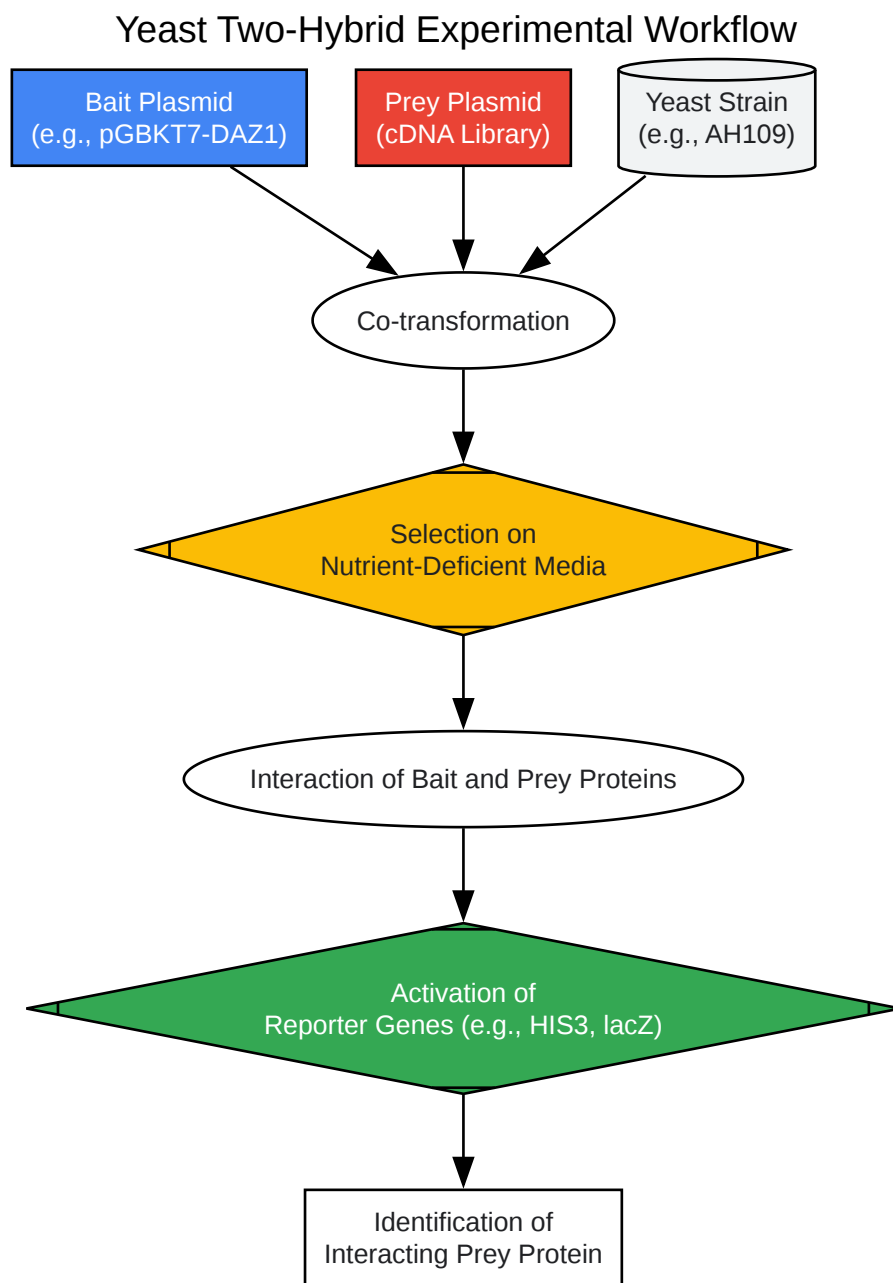 Yeast Two-Hybrid Experimental Workflow
Bait Plasmid
(e.g., pGBKT7-DAZ1)
Prey Plasmid
(cDNA Library)
Yeast Strain
(e.g., AH109)
Co-transformation
Selection on
Nutrient-Deficient Media
Interaction of Bait and Prey Proteins
Activation of
Reporter Genes (e.g., HIS3, lacZ)
Identification of
Interacting Prey Protein